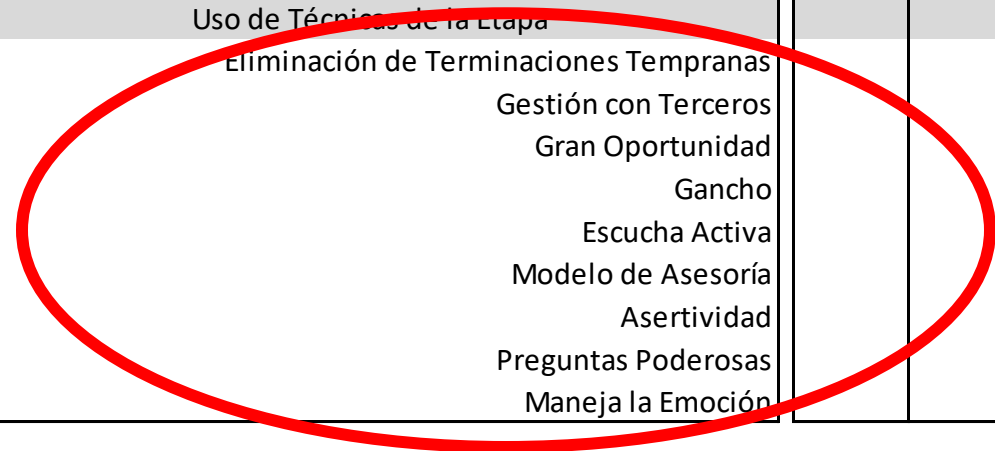 Uso de Técnicas de la Etapa
Eliminación de Terminaciones Tempranas
Gestión con Terceros
Gran Oportunidad
Gancho
Escucha Activa
Modelo de Asesoría
Asertividad
Preguntas Poderosas
Maneja la Emoción